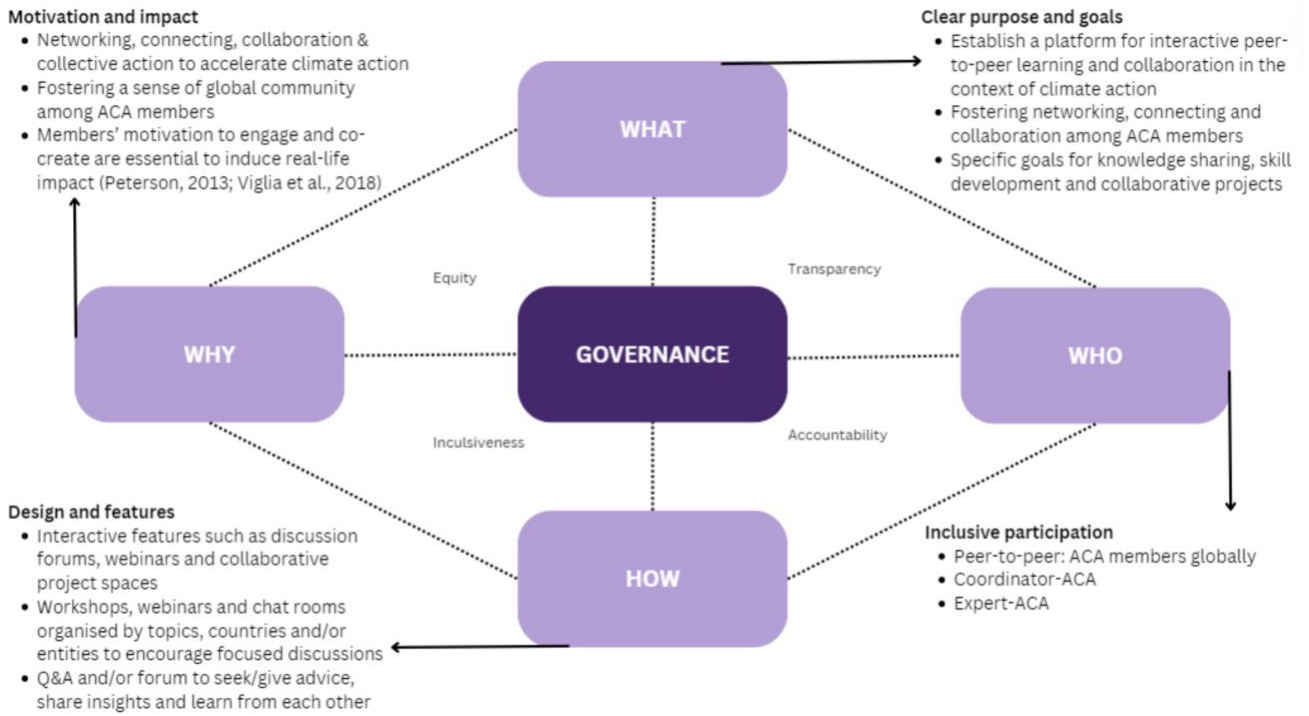 Motivation and impact
• Networking, connecting, collaboration &
collective action to accelerate climate action
• Fostering a sense of global community
among ACA members
• Members' motivation to engage and co-
create are essential to induce real-life
impact (Peterson, 2013; Viglia et al., 2018)
Clear purpose and goals
• Establish a platform for interactive peer-
to-peer learning and collaboration in the
context of climate action
• Fostering networking, connecting and
collaboration among ACA members
• Specific goals for knowledge sharing, skill
development and collaborative projects
WHAT
Equity
Transparency
WHY
GOVERNANCE
WHO
Inculsiveness
Accountability
Design and features
• Interactive features such as discussion
forums, webinars and collaborative
project spaces
• Workshops, webinars and chat rooms
organised by topics, countries and/or
entities to encourage focused discussions
• Q&A and/or forum to seek/give advice,
share insights and learn from each other
HOW
Inclusive participation
• Peer-to-peer: ACA members globally
• Coordinator-ACA
• Expert-ACA